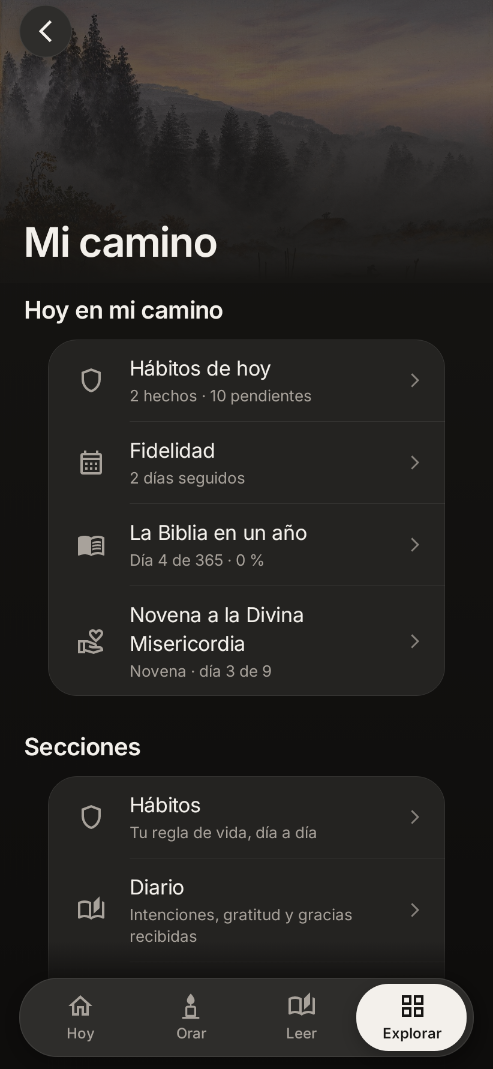 Mi camino
Hoy en mi camino
Hábitos de hoy
2 hechos · 10 pendientes
Fidelidad
2 días seguidos
La Biblia en un año
Día 4 de 365 · 0 %
Novena a la Divina
Misericordia
Novena · día 3 de 9
Secciones
Hábitos
Tu regla de vida, día a día
Diario
Intenciones, gratitud y gracias
recibidas
Hoy
Orar
Leer
Explorar